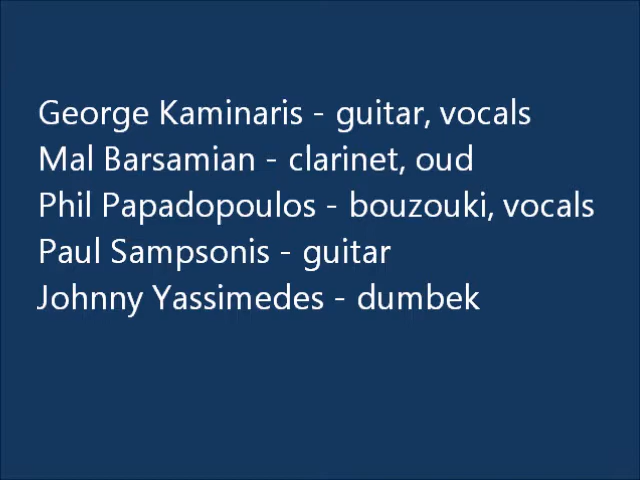 George Kaminaris - guitar, vocals
Mal Barsamian - clarinet, oud
Phil Papadopoulos - bouzouki, vocals
Paul Sampsonis - guitar
Johnny Yassimedes - dumbek